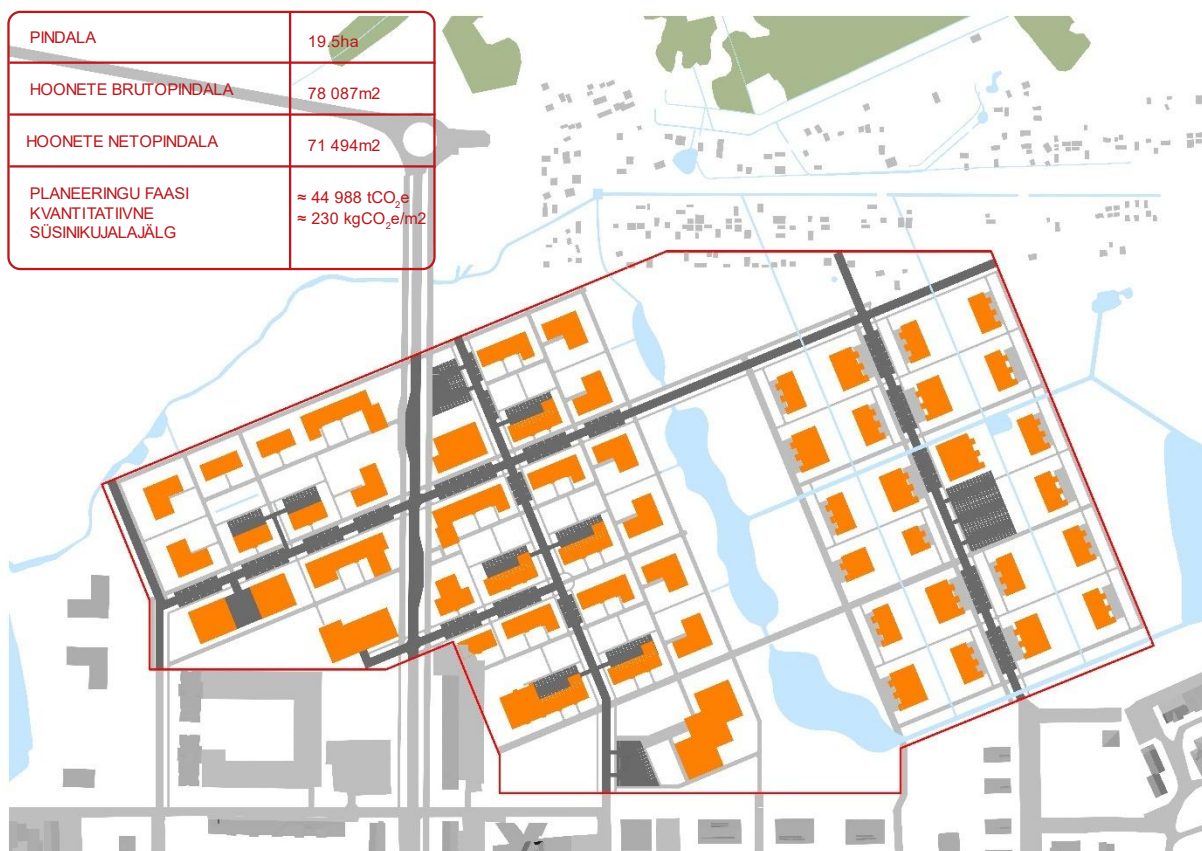 PINDALA 19.5ha
HOONETE BRUTOPINDALA 78 087m2
HOONETE NETOPINDALA 71 494m2
PLANEERINGU FAASI ≈ 44 988 tCO₂e
KVANTITATIIVNE ≈ 230 kgCO₂e/m2
SÜSINIKUJALAJÄLG